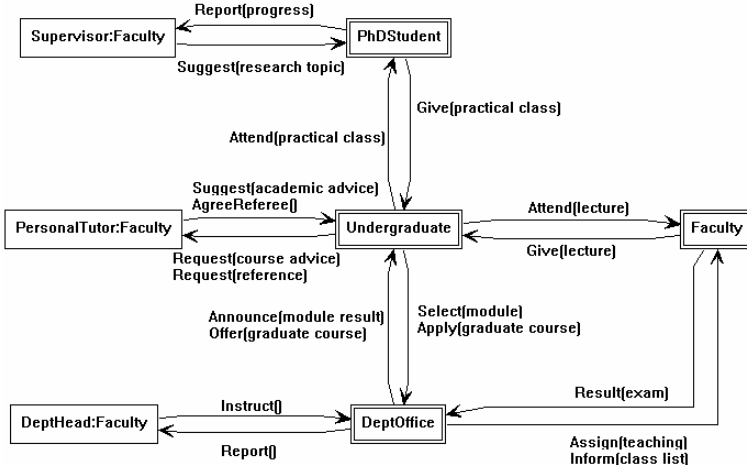 Report(progress)
Supervisor:Faculty
PhDStudent
Suggest(research topic)
Give(practical class)
Attend(practical class)
Suggest(academic advice)
AgreeReferee()
Attend(lecture)
PersonalTutor:Faculty
Undergraduate
Faculty
Give(lecture)
Request(course advice)
Request(reference)
Announce(module result)
Offer(graduate course)
Select(module)
Apply(graduate course)
Result(exam)
Instruct()
DeptHead:Faculty
DeptOffice
Report()
Assign(teaching)
Inform(class list)